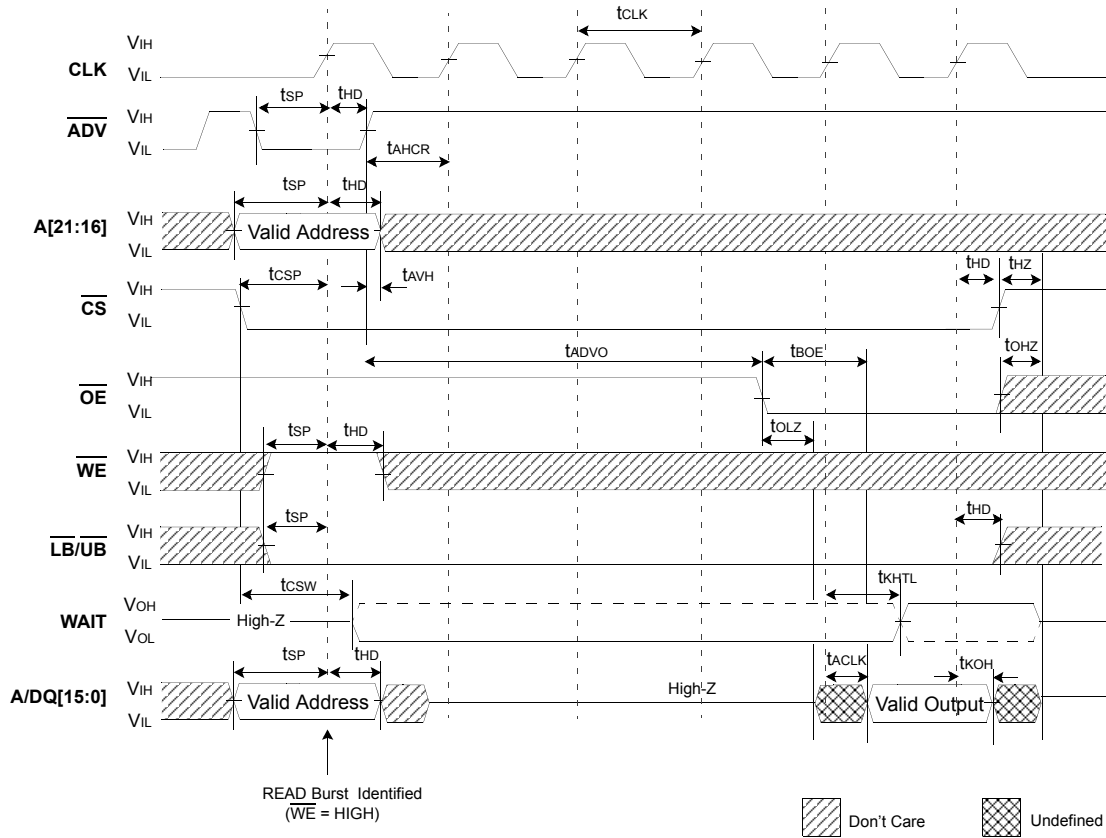 tCLK
VIH
CLK
VIL
tSP
tHD
VIH
ADV
VIL
tAHCR
tSP
tHD
VIH
A[21:16]
Valid Address
VIL
tHD
tHZ
tCSP
tAVH
VIH
CS
VIL
tADVO
tBOE
tOHZ
VIH
OE
VIL
tSP
tHD
tOLZ
VIH
WE
VIL
tSP
tHD
VIH
LB/UB
VIL
tCSW
tKHTL
VOH
WAIT
High-Z
VOL
tSP
tHD
tACLK
tKOH
VIH
A/DQ[15:0]
Valid Address
High-Z
Valid Output
VIL
READ Burst Identified
(WE = HIGH)
Don't Care
Undefined